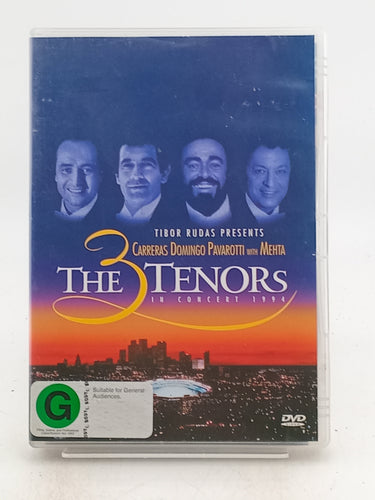 TIBOR RUDAS PRESENTS
CARRERAS DOMINGO PAVAROTTI WITH MEHTA
THE 3 TENORS
IN CONCERT 1994
G
Suitable for General
Audiences.
DVD
VIDEO